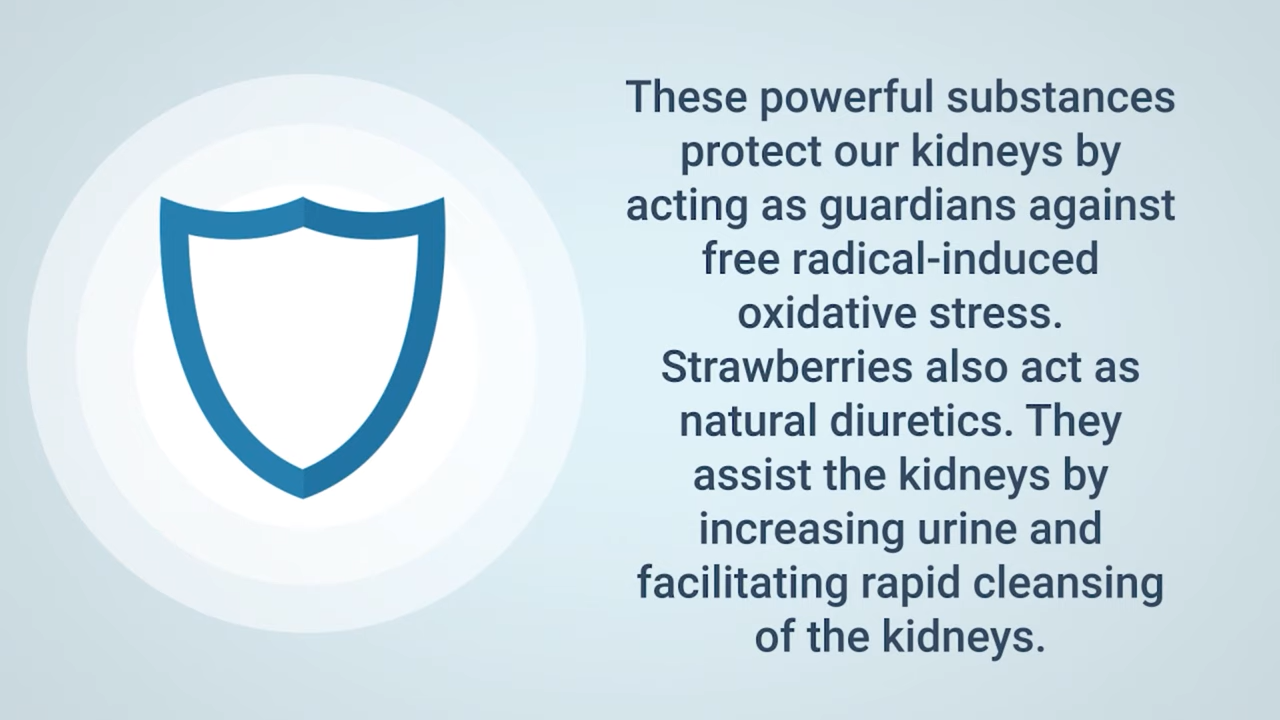 These powerful substances
protect our kidneys by
acting as guardians against
free radical-induced
oxidative stress.
Strawberries also act as
natural diuretics. They
assist the kidneys by
increasing urine and
facilitating rapid cleansing
of the kidneys.